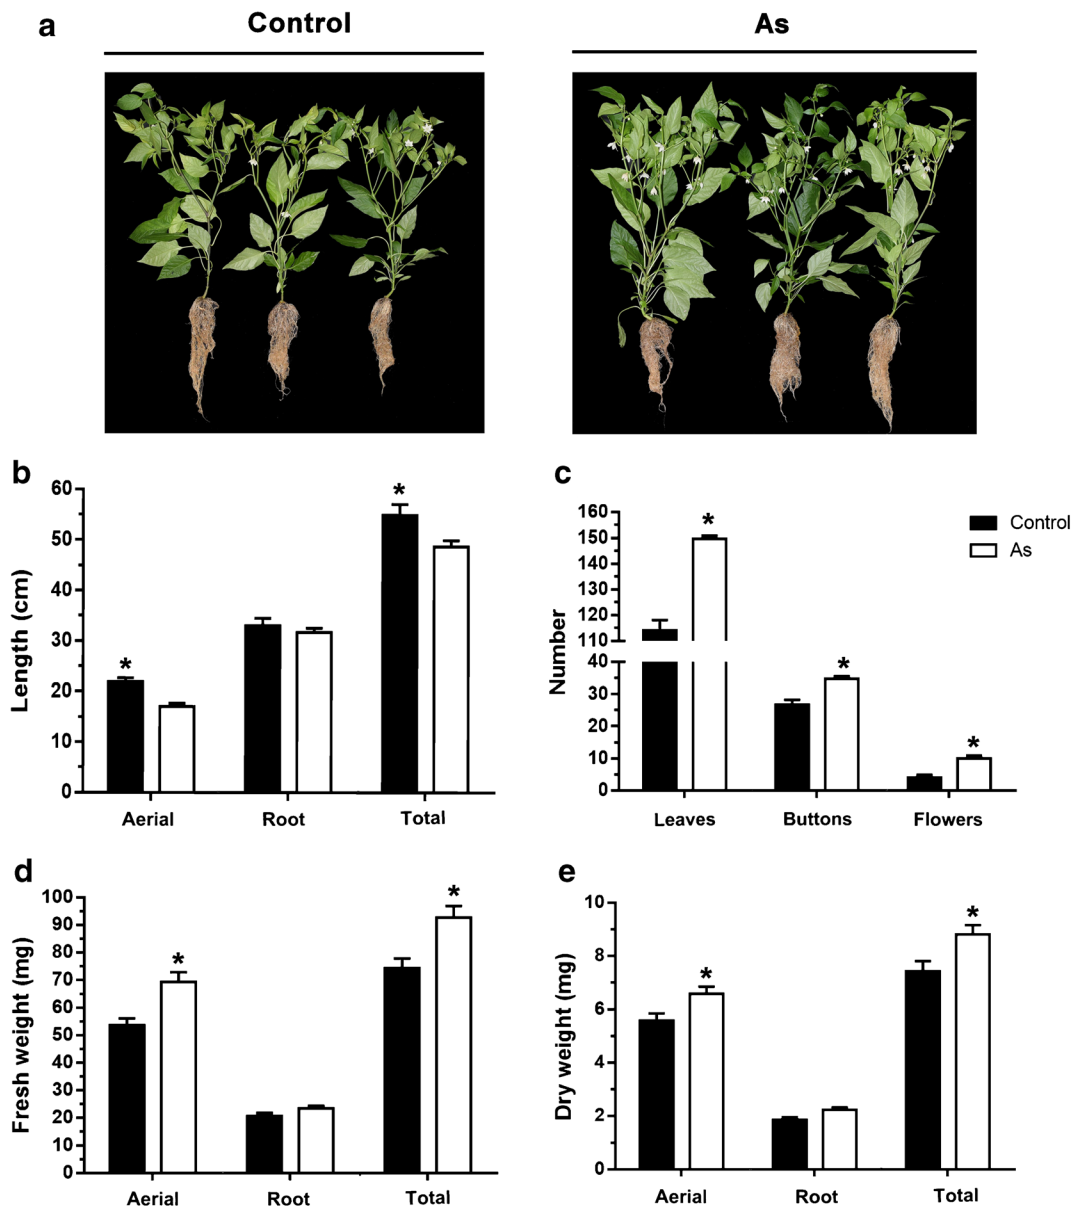 a
Control
As
b
*
*
60
50
40
30
20
10
0
Length (cm)
Aerial
Root
Total
c
*
*
*
160
150
140
130
120
110
40
30
20
10
0
Number
Leaves
Buttons
Flowers
Control
As
d
*
*
100
90
80
70
60
50
40
30
20
10
0
Fresh weight (mg)
Aerial
Root
Total
e
*
*
10
8
6
4
2
0
Dry weight (mg)
Aerial
Root
Total